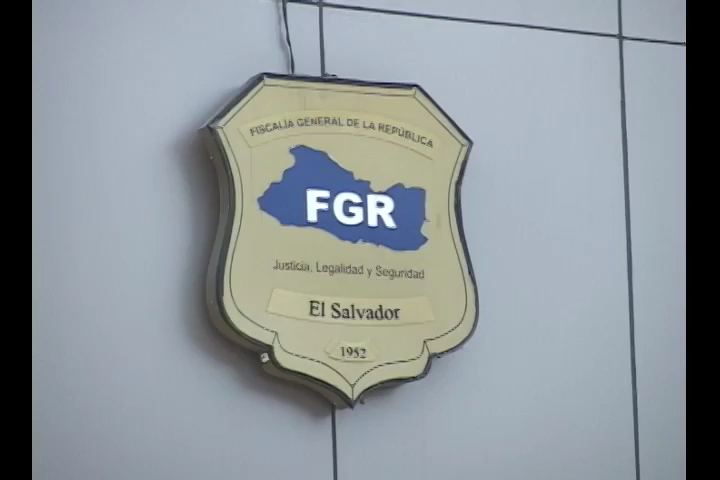 FISCALÍA GENERAL DE LA REPÚBLICA
FGR
Justicia, Legalidad y Seguridad
El Salvador
1952